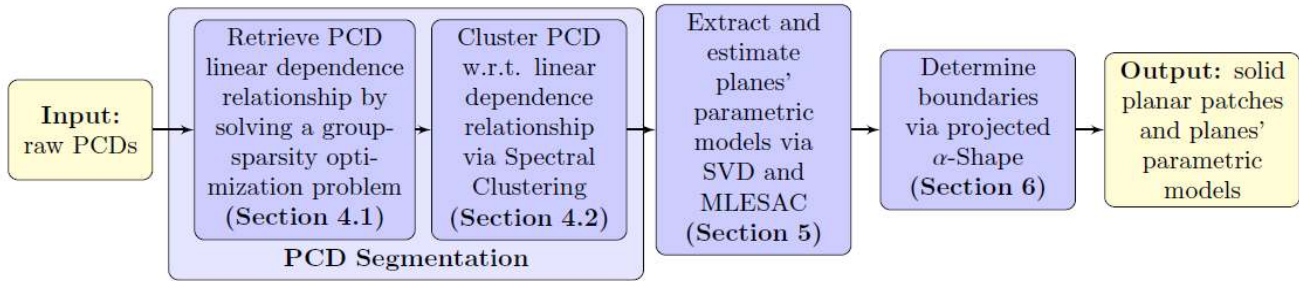 Input:
raw PCDs
Retrieve PCD
linear dependence
relationship by
solving a group-
sparsity opti-
mization problem
(Section 4.1)
Cluster PCD
w.r.t. linear
dependence
relationship
via Spectral
Clustering
(Section 4.2)
PCD Segmentation
Extract and
estimate
planes'
parametric
models via
SVD and
MLESAC
(Section 5)
Determine
boundaries
via projected
α-Shape
(Section 6)
Output: solid
planar patches
and planes'
parametric
models